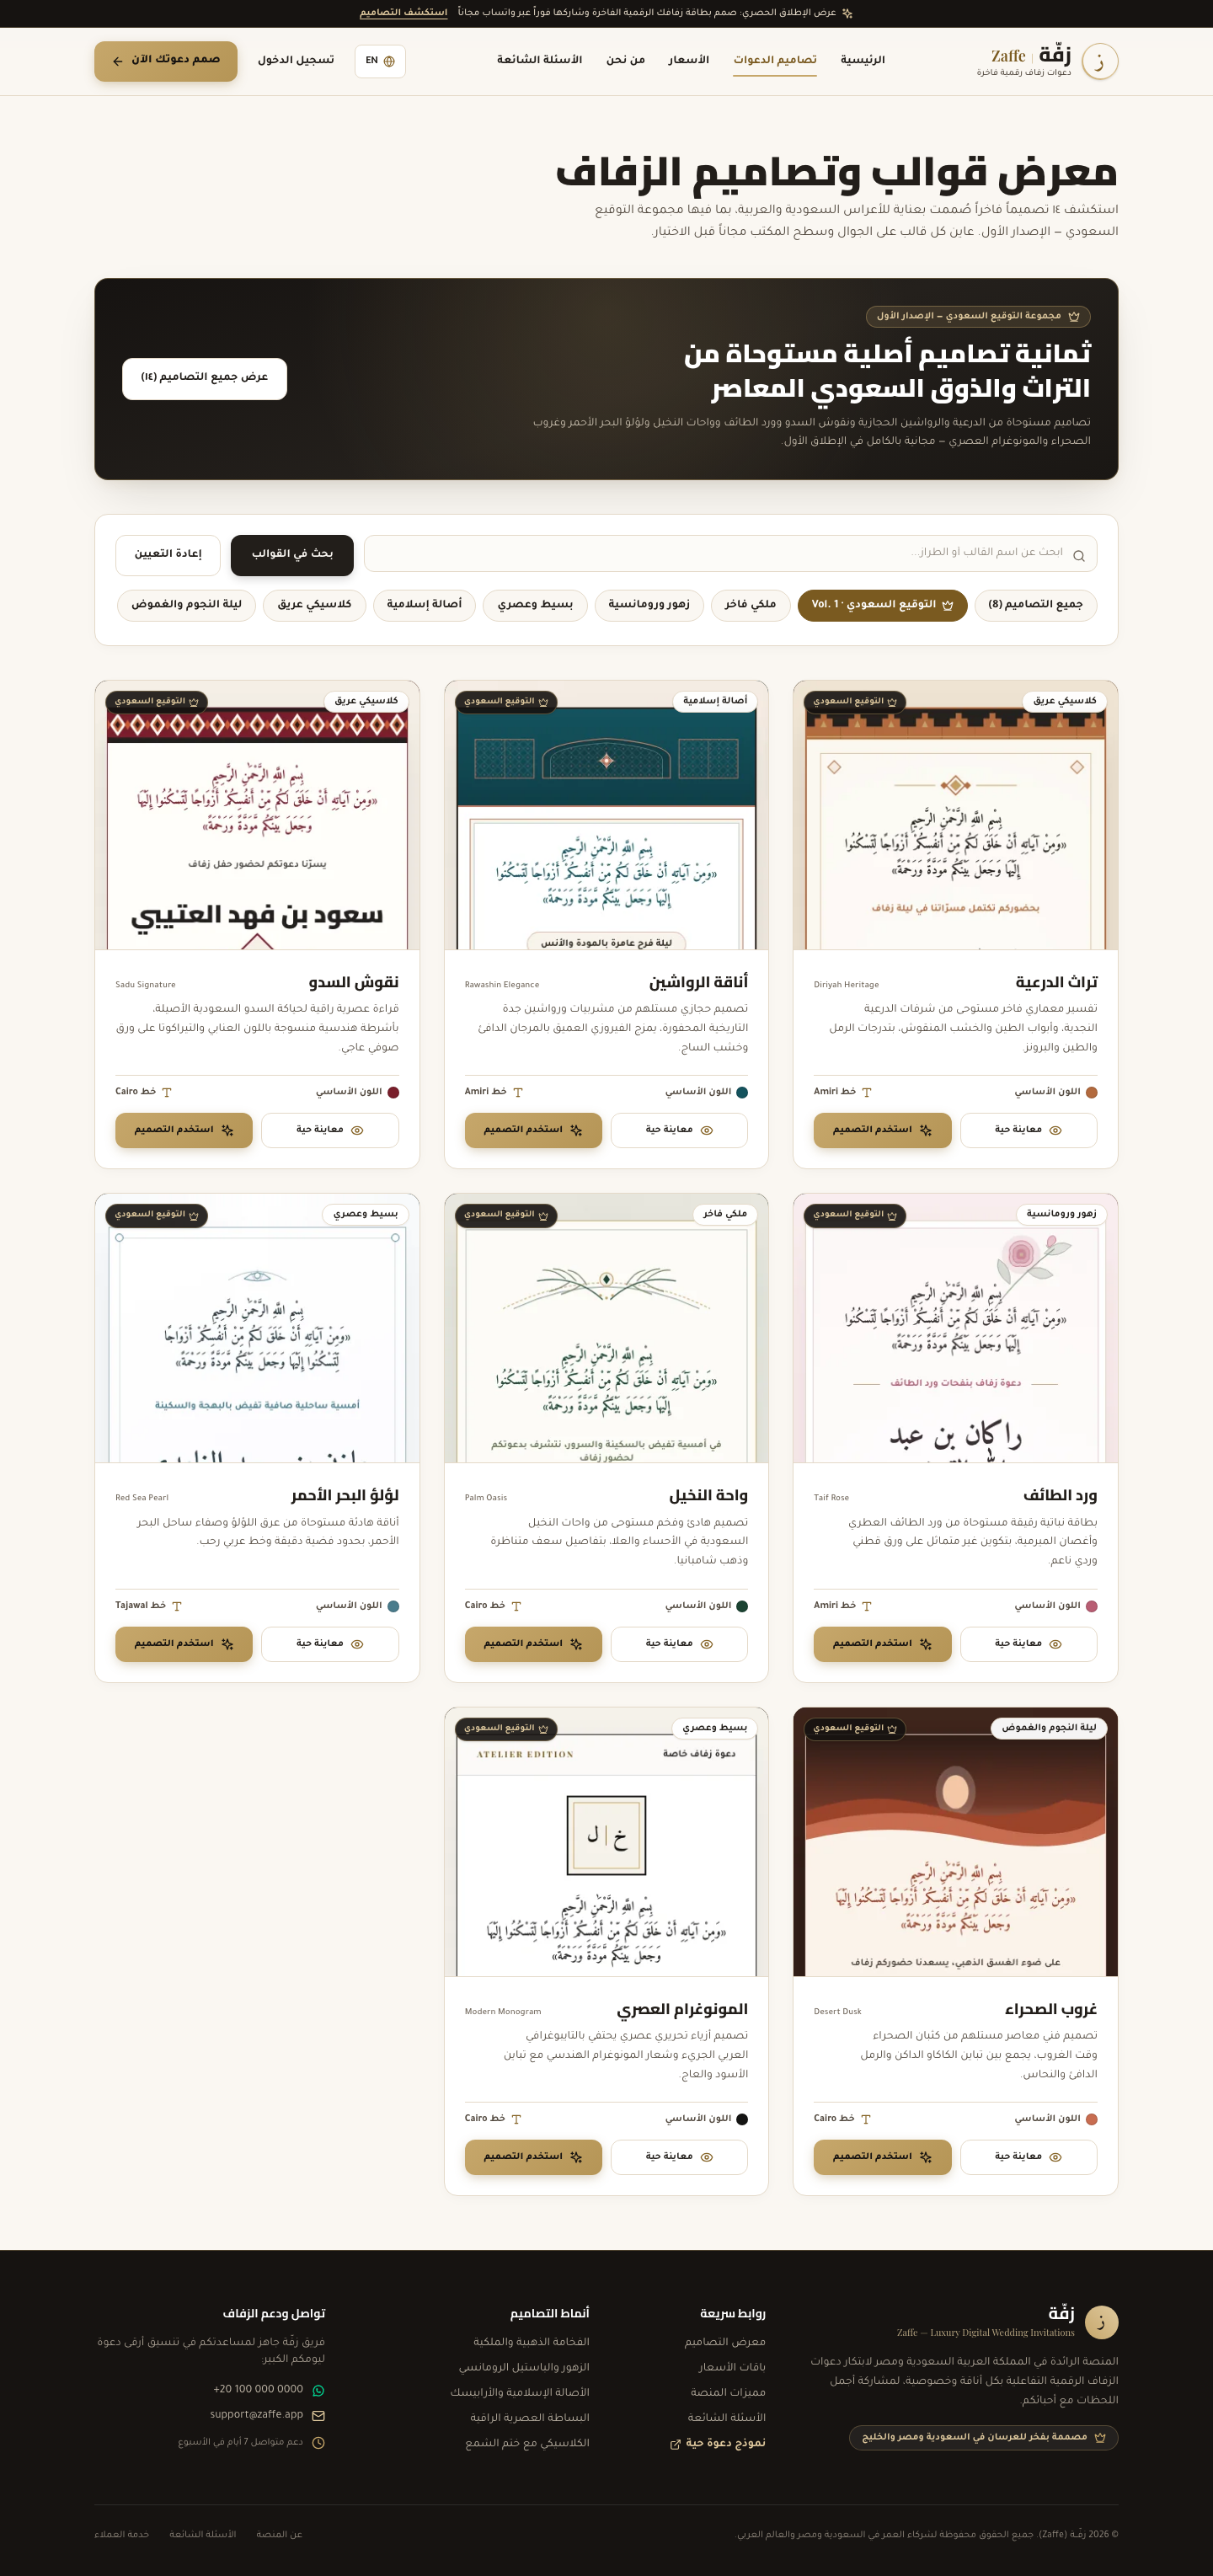 عرض الإطلاق الحصري: صمم بطاقة زفافك الرقمية الفاخرة وشاركها فوراً عبر واتساب مجاناً استكشف التصاميم
ز
زفّة | Zaffe
دعوات زفاف رقمية فاخرة
الرئيسية
تصاميم الدعوات
الأسعار
من نحن
الأسئلة الشائعة
EN
تسجيل الدخول
صمم دعوتك الآن
معرض قوالب وتصاميم الزفاف
استكشف ١٤ تصميماً فاخراً صُممت بعناية للأعراس السعودية والعربية، بما فيها مجموعة التوقيع
السعودي – الإصدار الأول. عاين كل قالب على الجوال وسطح المكتب مجاناً قبل الاختيار.
مجموعة التوقيع السعودي – الإصدار الأول
ثمانية تصاميم أصلية مستوحاة من
التراث والذوق السعودي المعاصر
تصاميم مستوحاة من الدرعية والرواشين الحجازية ونقوش السدو وورد الطائف وواحات النخيل ولؤلؤ البحر الأحمر وغروب
الصحراء والمونوغرام العصري – مجانية بالكامل في الإطلاق الأول.
عرض جميع التصاميم (١٤)
ابحث عن اسم القالب أو الطراز...
بحث في القوالب
إعادة التعيين
جميع التصاميم (8)
التوقيع السعودي · Vol. 1
ملكي فاخر
زهور ورومانسية
بسيط وعصري
أصالة إسلامية
كلاسيكي عريق
ليلة النجوم والغموض
كلاسيكي عريق
التوقيع السعودي
بِسْمِ اللَّهِ الرَّحْمَٰنِ الرَّحِيمِ
«وَمِنْ آيَاتِهِ أَنْ خَلَقَ لَكُم مِّنْ أَنفُسِكُمْ أَزْوَاجًا لِّتَسْكُنُوا
إِلَيْهَا وَجَعَلَ بَيْنَكُم مَّوَدَّةً وَرَحْمَةً»
بحضوركم تكتمل مسرّاتنا في ليلة زفاف
تراث الدرعية
Diriyah Heritage
تفسير معماري فاخر مستوحى من شرفات الدرعية
النجدية، وأبواب الطين والخشب المنقوش، بتدرجات الرمل
والطين والبرونز.
اللون الأساسي
خط Amiri
معاينة حية
استخدم التصميم
أصالة إسلامية
التوقيع السعودي
بِسْمِ اللَّهِ الرَّحْمَٰنِ الرَّحِيمِ
«وَمِنْ آيَاتِهِ أَنْ خَلَقَ لَكُم مِّنْ أَنفُسِكُمْ أَزْوَاجًا لِّتَسْكُنُوا
إِلَيْهَا وَجَعَلَ بَيْنَكُم مَّوَدَّةً وَرَحْمَةً»
ليلة فرح عامرة بالمودة والأنس
أناقة الرواشين
Rawashin Elegance
تصميم حجازي مستلهم من مشربيات ورواشين جدة
التاريخية المحفورة، يمزج الفيروزي العميق بالمرجان الدافئ
وخشب الساج.
اللون الأساسي
خط Amiri
معاينة حية
استخدم التصميم
كلاسيكي عريق
التوقيع السعودي
بِسْمِ اللَّهِ الرَّحْمَٰنِ الرَّحِيمِ
«وَمِنْ آيَاتِهِ أَنْ خَلَقَ لَكُم مِّنْ أَنفُسِكُمْ أَزْوَاجًا لِّتَسْكُنُوا إِلَيْهَا
وَجَعَلَ بَيْنَكُم مَّوَدَّةً وَرَحْمَةً»
يسرّنا دعوتكم لحضور حفل زفاف
سعود بن فهد العتيبي
نقوش السدو
Sadu Signature
قراءة عصرية راقية لحياكة السدو السعودية الأصيلة،
بأشرطة هندسية منسوجة باللون العنابي والتيراكوتا على ورق
صوفي عاجي.
اللون الأساسي
خط Cairo
معاينة حية
استخدم التصميم
زهور ورومانسية
التوقيع السعودي
بِسْمِ اللَّهِ الرَّحْمَٰنِ الرَّحِيمِ
«وَمِنْ آيَاتِهِ أَنْ خَلَقَ لَكُم مِّنْ أَنفُسِكُمْ أَزْوَاجًا لِّتَسْكُنُوا
إِلَيْهَا وَجَعَلَ بَيْنَكُم مَّوَدَّةً وَرَحْمَةً»
دعوة زفاف بنفحات ورد الطائف
راكان بن عبد
ورد الطائف
Taif Rose
بطاقة نباتية رقيقة مستوحاة من ورد الطائف العطري
وأغصان الميرمية، بتكوين غير متماثل على ورق قطني
وردي ناعم.
اللون الأساسي
خط Amiri
معاينة حية
استخدم التصميم
ملكي فاخر
التوقيع السعودي
بِسْمِ اللَّهِ الرَّحْمَٰنِ الرَّحِيمِ
«وَمِنْ آيَاتِهِ أَنْ خَلَقَ لَكُم مِّنْ أَنفُسِكُمْ أَزْوَاجًا لِّتَسْكُنُوا
إِلَيْهَا وَجَعَلَ بَيْنَكُم مَّوَدَّةً وَرَحْمَةً»
في أمسية تفيض بالسكينة والسرور، نتشرف بدعوتكم
لحضور زفاف
واحة النخيل
Palm Oasis
تصميم هادئ وفخم مستوحى من واحات النخيل
السعودية في الأحساء والعلا، بتفاصيل سعف متناظرة
وذهب شامبانيا.
اللون الأساسي
خط Cairo
معاينة حية
استخدم التصميم
بسيط وعصري
التوقيع السعودي
بِسْمِ اللَّهِ الرَّحْمَٰنِ الرَّحِيمِ
«وَمِنْ آيَاتِهِ أَنْ خَلَقَ لَكُم مِّنْ أَنفُسِكُمْ أَزْوَاجًا
لِّتَسْكُنُوا إِلَيْهَا وَجَعَلَ بَيْنَكُم مَّوَدَّةً وَرَحْمَةً»
أمسية ساحلية صافية تفيض بالبهجة والسكينة
لؤلؤ البحر الأحمر
Red Sea Pearl
أناقة هادئة مستوحاة من عرق اللؤلؤ وصفاء ساحل البحر
الأحمر، بحدود فضية دقيقة وخط عربي رحب.
اللون الأساسي
خط Tajawal
معاينة حية
استخدم التصميم
ليلة النجوم والغموض
التوقيع السعودي
بِسْمِ اللَّهِ الرَّحْمَٰنِ الرَّحِيمِ
«وَمِنْ آيَاتِهِ أَنْ خَلَقَ لَكُم مِّنْ أَنفُسِكُمْ أَزْوَاجًا لِّتَسْكُنُوا إِلَيْهَا
وَجَعَلَ بَيْنَكُم مَّوَدَّةً وَرَحْمَةً»
على ضوء الغسق الذهبي، يسعدنا حضوركم زفاف
غروب الصحراء
Desert Dusk
تصميم فني معاصر مستلهم من كثبان الصحراء
وقت الغروب، يجمع بين تباين الكاكاو الداكن والرمل
الدافئ والنحاس.
اللون الأساسي
خط Cairo
معاينة حية
استخدم التصميم
بسيط وعصري
التوقيع السعودي
دعوة زفاف خاصة
ATELIER EDITION
خ | ل
بِسْمِ اللَّهِ الرَّحْمَٰنِ الرَّحِيمِ
«وَمِنْ آيَاتِهِ أَنْ خَلَقَ لَكُم مِّنْ أَنفُسِكُمْ أَزْوَاجًا لِّتَسْكُنُوا إِلَيْهَا
وَجَعَلَ بَيْنَكُم مَّوَدَّةً وَرَحْمَةً»
المونوغرام العصري
Modern Monogram
تصميم أزياء تحريري عصري يحتفي بالتايبوغرافي
العربي الجريء وشعار المونوغرام الهندسي مع تباين
الأسود والعاج.
اللون الأساسي
خط Cairo
معاينة حية
استخدم التصميم
ز
زفّة
Zaffe — Luxury Digital Wedding Invitations
المنصة الرائدة في المملكة العربية السعودية ومصر لابتكار دعوات
الزفاف الرقمية التفاعلية بكل أناقة وخصوصية، لمشاركة أجمل
اللحظات مع أحبائكم.
مصممة بفخر للعرسان في السعودية ومصر والخليج
روابط سريعة
معرض التصاميم
باقات الأسعار
مميزات المنصة
الأسئلة الشائعة
نموذج دعوة حية
أنماط التصاميم
الفخامة الذهبية والملكية
الزهور والباستيل الرومانسي
الأصالة الإسلامية والأرابيسك
البساطة العصرية الراقية
الكلاسيكي مع ختم الشمع
تواصل ودعم الزفاف
فريق زفّة جاهز لمساعدتكم في تنسيق أرقى دعوة
ليومكم الكبير:
+20 100 000 0000
support@zaffe.app
دعم متواصل 7 أيام في الأسبوع
© 2026 زفّـة (Zaffe). جميع الحقوق محفوظة لشركاء العمر في السعودية ومصر والعالم العربي.
عن المنصة
الأسئلة الشائعة
خدمة العملاء